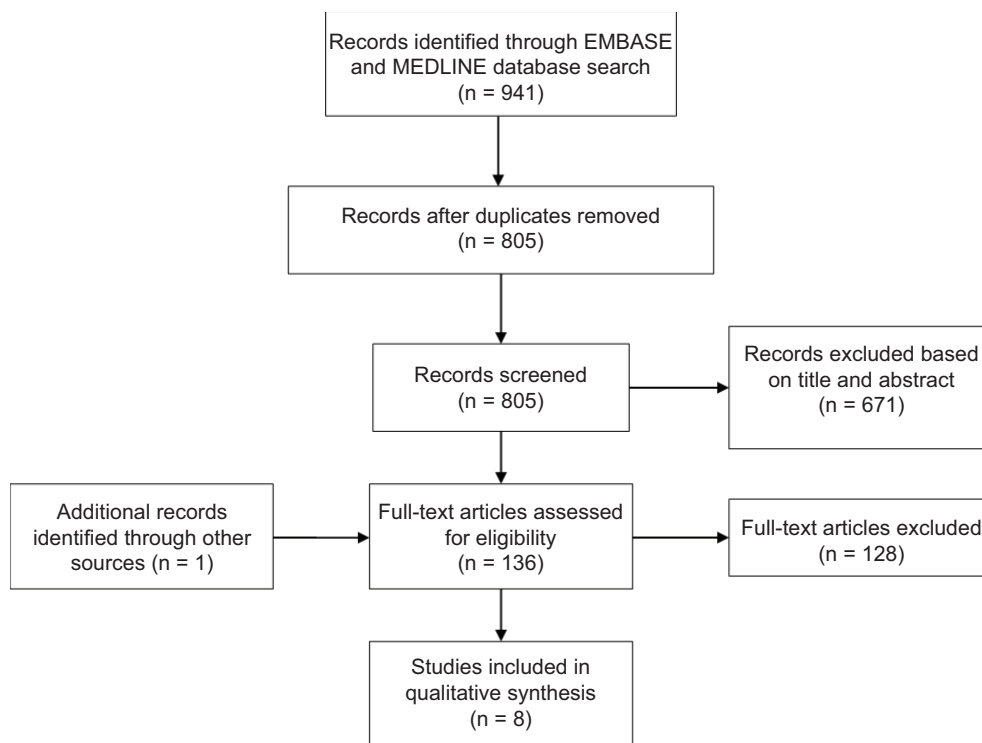 Records identified through EMBASE
and MEDLINE database search
(n = 941)
Records after duplicates removed
(n = 805)
Records screened
(n = 805)
Records excluded based
on title and abstract
(n = 671)
Additional records
identified through other
sources (n = 1)
Full-text articles assessed
for eligibility
(n = 136)
Full-text articles excluded
(n = 128)
Studies included in
qualitative synthesis
(n = 8)